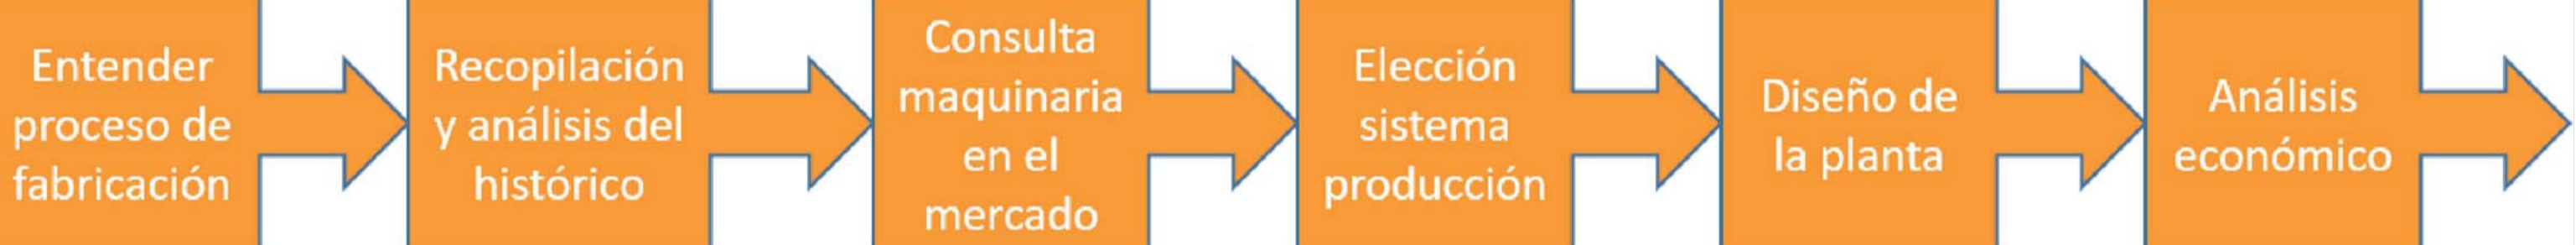 Entender
proceso de
fabricación
Recopilación
y análisis del
histórico
Consulta
maquinaria
en el
mercado
Elección
sistema
producción
Diseño de
la planta
Análisis
económico